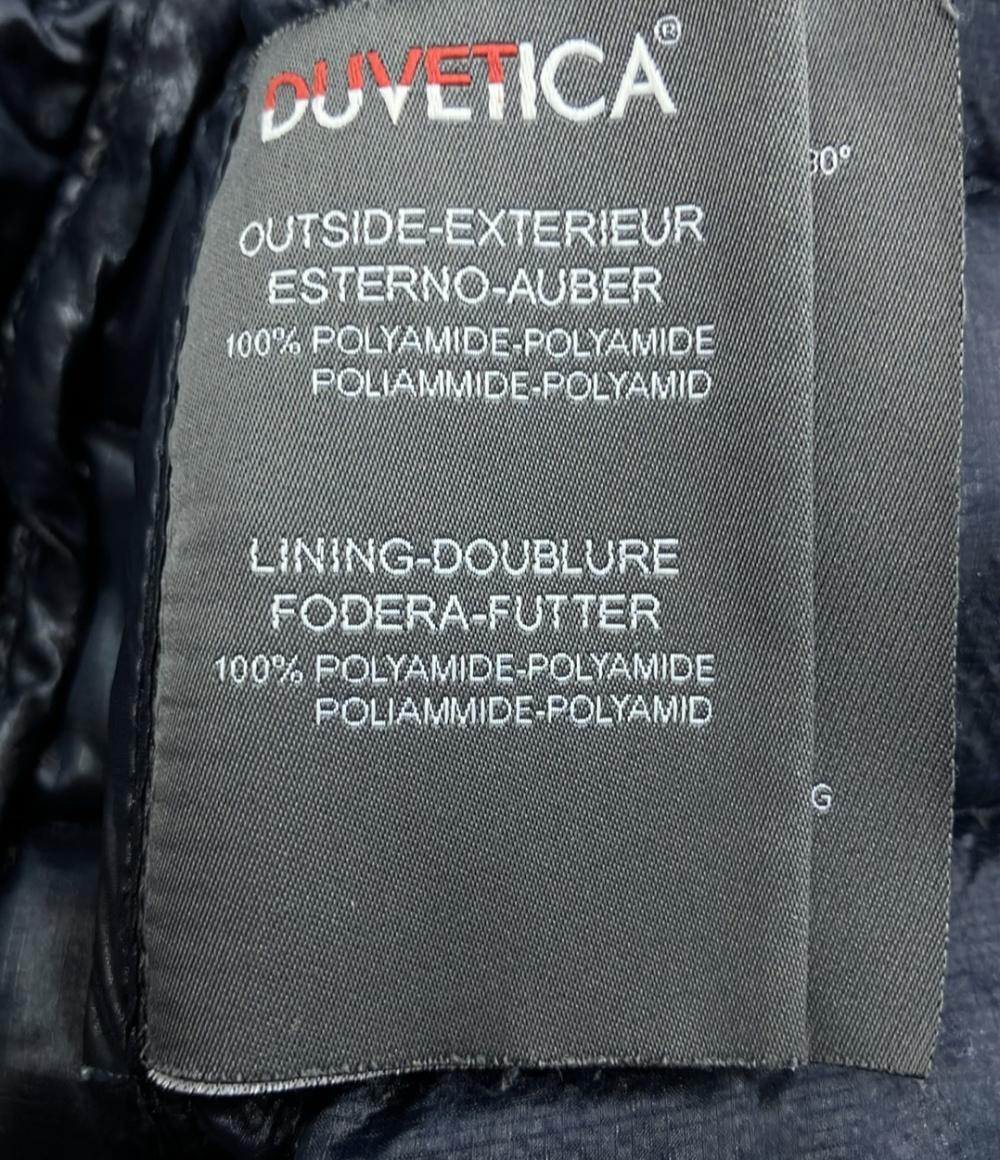 DUVETICA®
OUTSIDE-EXTERIEUR
ESTERNO-AUBER
100% POLYAMIDE-POLYAMIDE
POLIAMMIDE-POLYAMID
LINING-DOUBLURE
FODERA-FUTTER
100% POLYAMIDE-POLYAMIDE
POLIAMMIDE-POLYAMID
30°
G